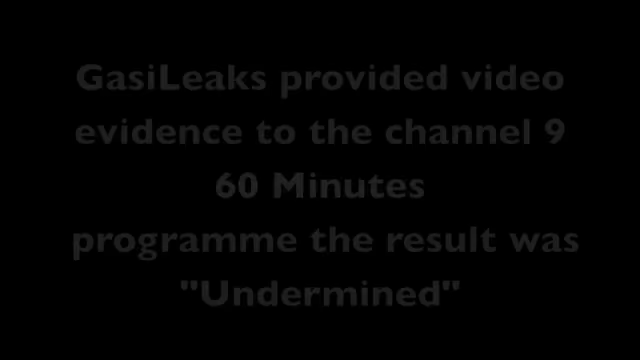 GasiLeaks provided video
evidence to the channel 9
60 Minutes
programme the result was
"Undermined"